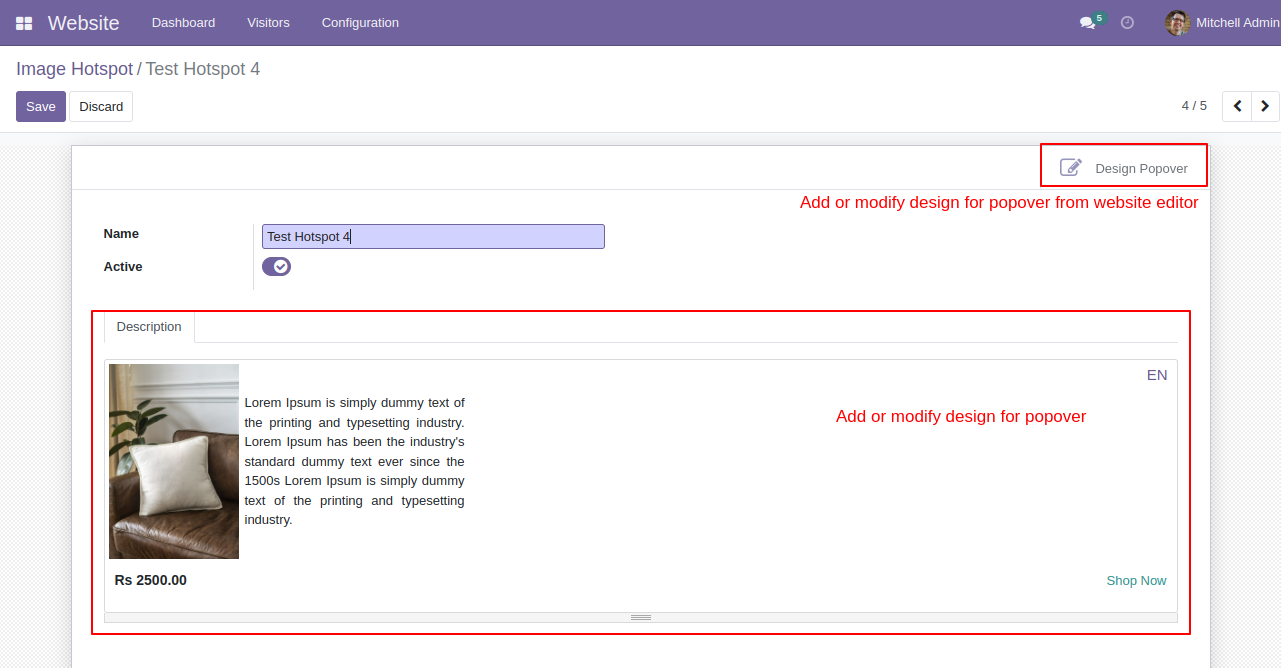 Website Dashboard Visitors Configuration 5 Mitchell Admin
Image Hotspot / Test Hotspot 4
Save Discard 4 / 5
Design Popover
Add or modify design for popover from website editor
Name Test Hotspot 4
Active
Description
EN
Lorem Ipsum is simply dummy text of
the printing and typesetting industry.
Lorem Ipsum has been the industry's
standard dummy text ever since the
1500s Lorem Ipsum is simply dummy
text of the printing and typesetting
industry.
Add or modify design for popover
Rs 2500.00 Shop Now